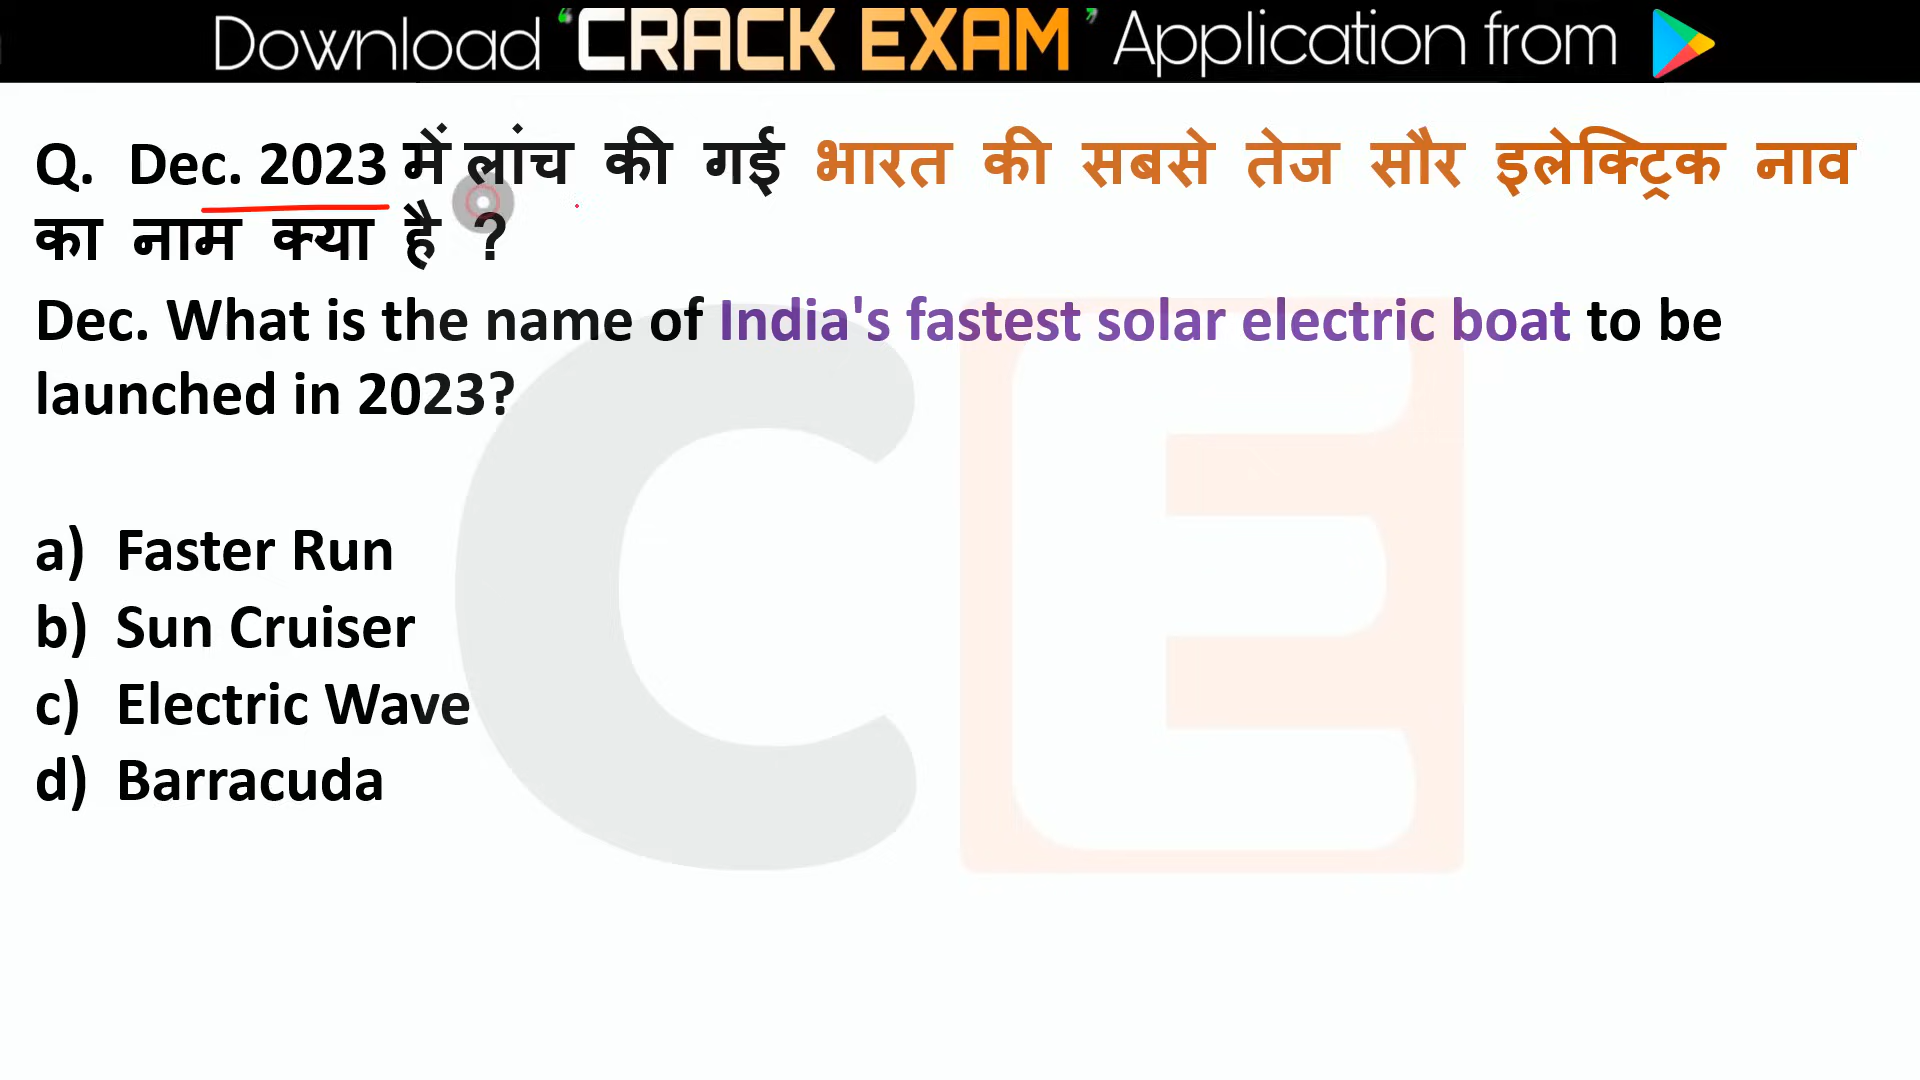 Download ‘CRACK EXAM’ Application from
Q. Dec. 2023 में लांच की गई भारत की सबसे तेज सौर इलेक्ट्रिक नाव
का नाम क्या है ?
Dec. What is the name of India's fastest solar electric boat to be
launched in 2023?
a) Faster Run
b) Sun Cruiser
c) Electric Wave
d) Barracuda
CE